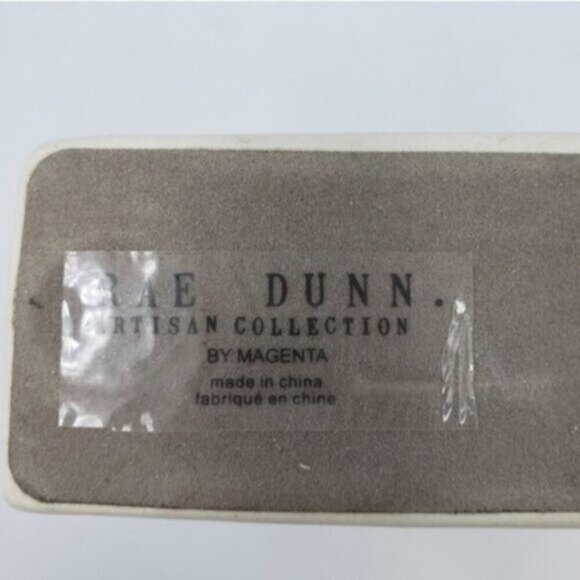 RAE DUNN.
ARTISAN COLLECTION
BY MAGENTA
made in china
fabriqué en chine